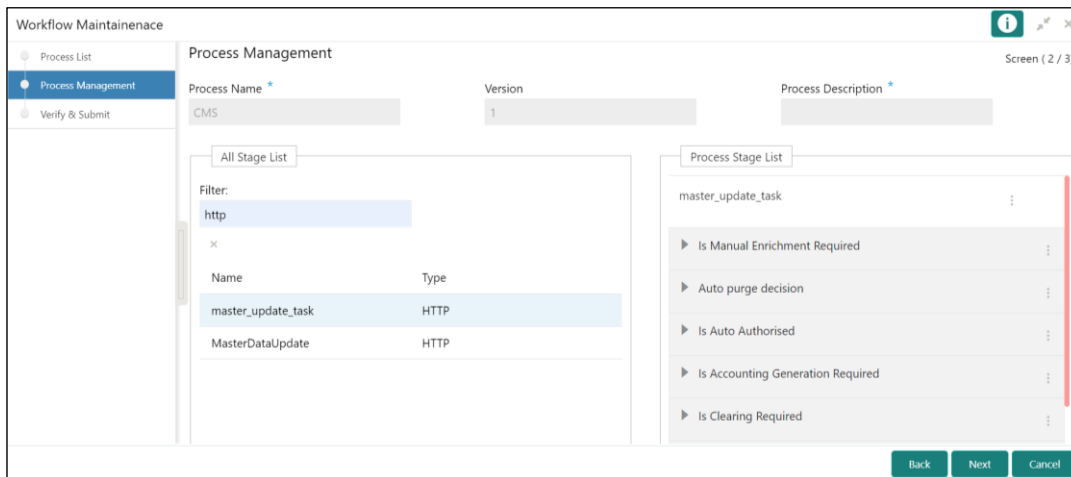 Workflow Maintainenace
Process List
Process Management
Verify & Submit
Process Management
Screen ( 2 / 3)
Process Name *
Version
Process Description *
CMS
1
All Stage List
Filter:
http
Name Type
master_update_task HTTP
MasterDataUpdate HTTP
Process Stage List
master_update_task
Is Manual Enrichment Required
Auto purge decision
Is Auto Authorised
Is Accounting Generation Required
Is Clearing Required
Back Next Cancel